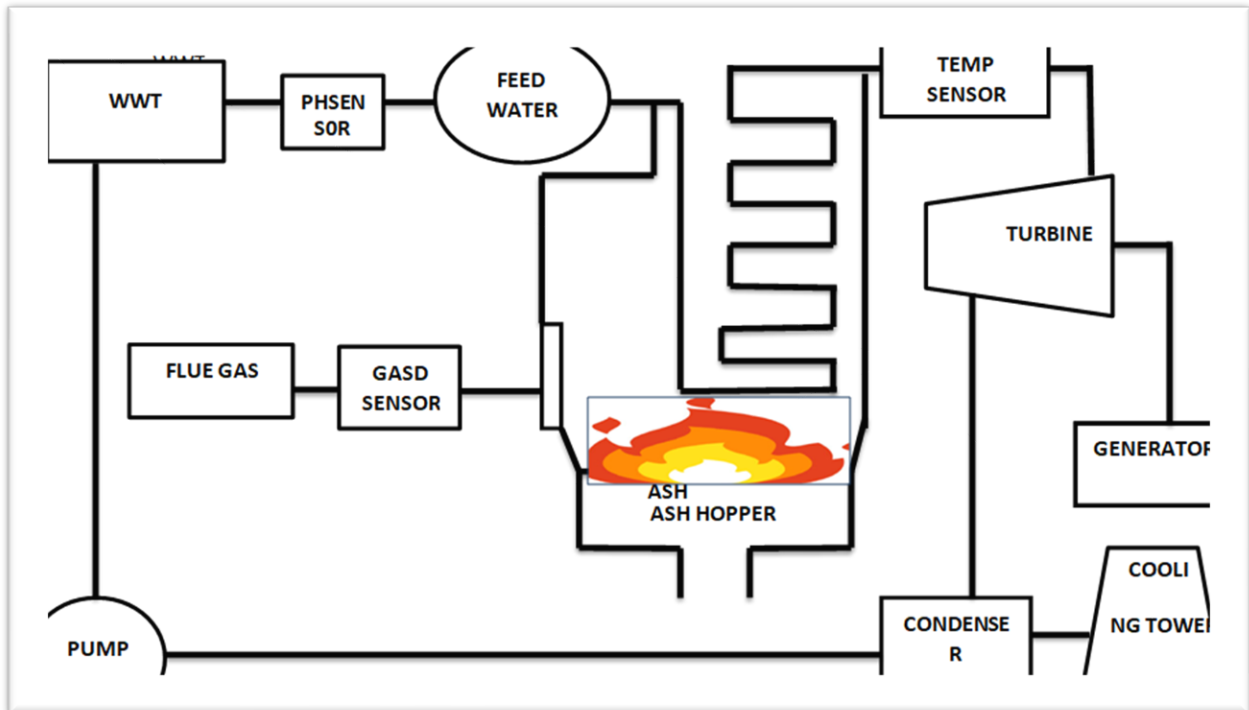 WWT
WWT
PHSEN
S0R
FEED
WATER
TEMP
SENSOR
TURBINE
FLUE GAS
GASD
SENSOR
GENERATOR
ASH
ASH HOPPER
COOLI
NG TOWER
CONDENSE
R
PUMP